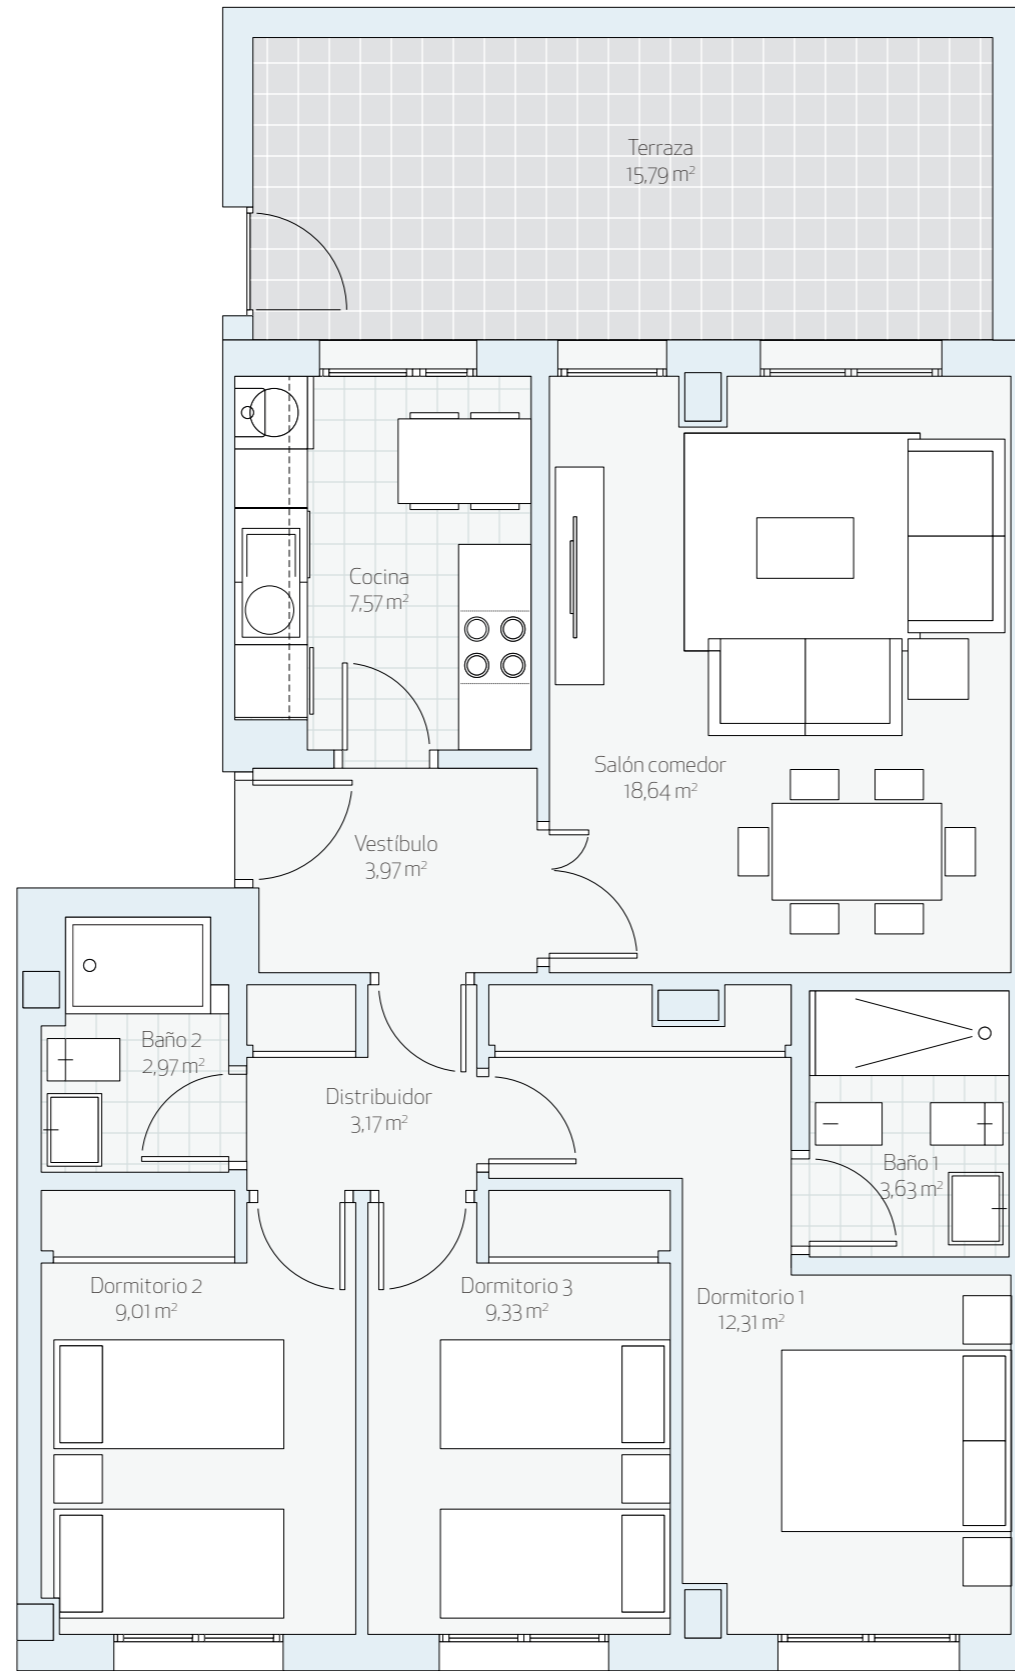 Terraza
15,79 m²
Cocina
7,57 m²
Salón comedor
18,64 m²
Vestíbulo
3,97 m²
Baño 2
2,97 m²
Distribuidor
3,17 m²
Baño 1
3,63 m²
Dormitorio 2
9,01 m²
Dormitorio 3
9,33 m²
Dormitorio 1
12,31 m²